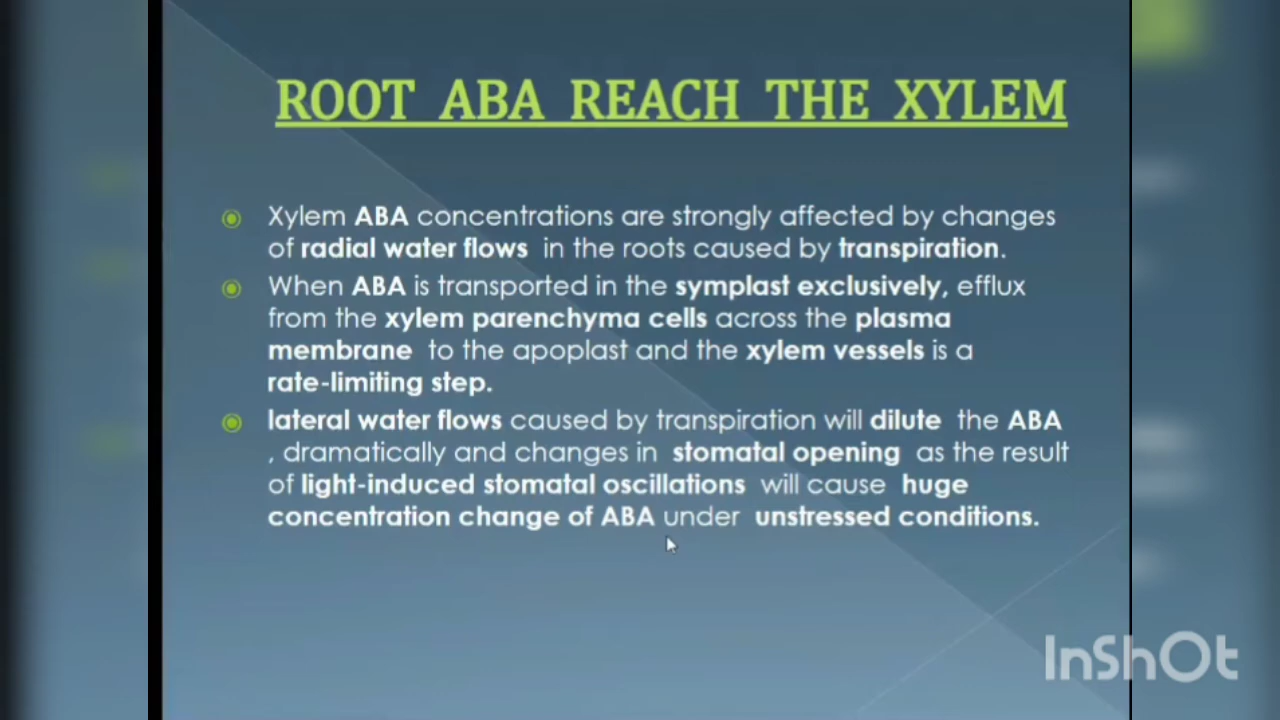 ROOT ABA REACH THE XYLEM
Xylem ABA concentrations are strongly affected by changes
of radial water flows in the roots caused by transpiration.
When ABA is transported in the symplast exclusively, efflux
from the xylem parenchyma cells across the plasma
membrane to the apoplast and the xylem vessels is a
rate-limiting step.
lateral water flows caused by transpiration will dilute the ABA
, dramatically and changes in stomatal opening as the result
of light-induced stomatal oscillations will cause huge
concentration change of ABA under unstressed conditions.
InShOt